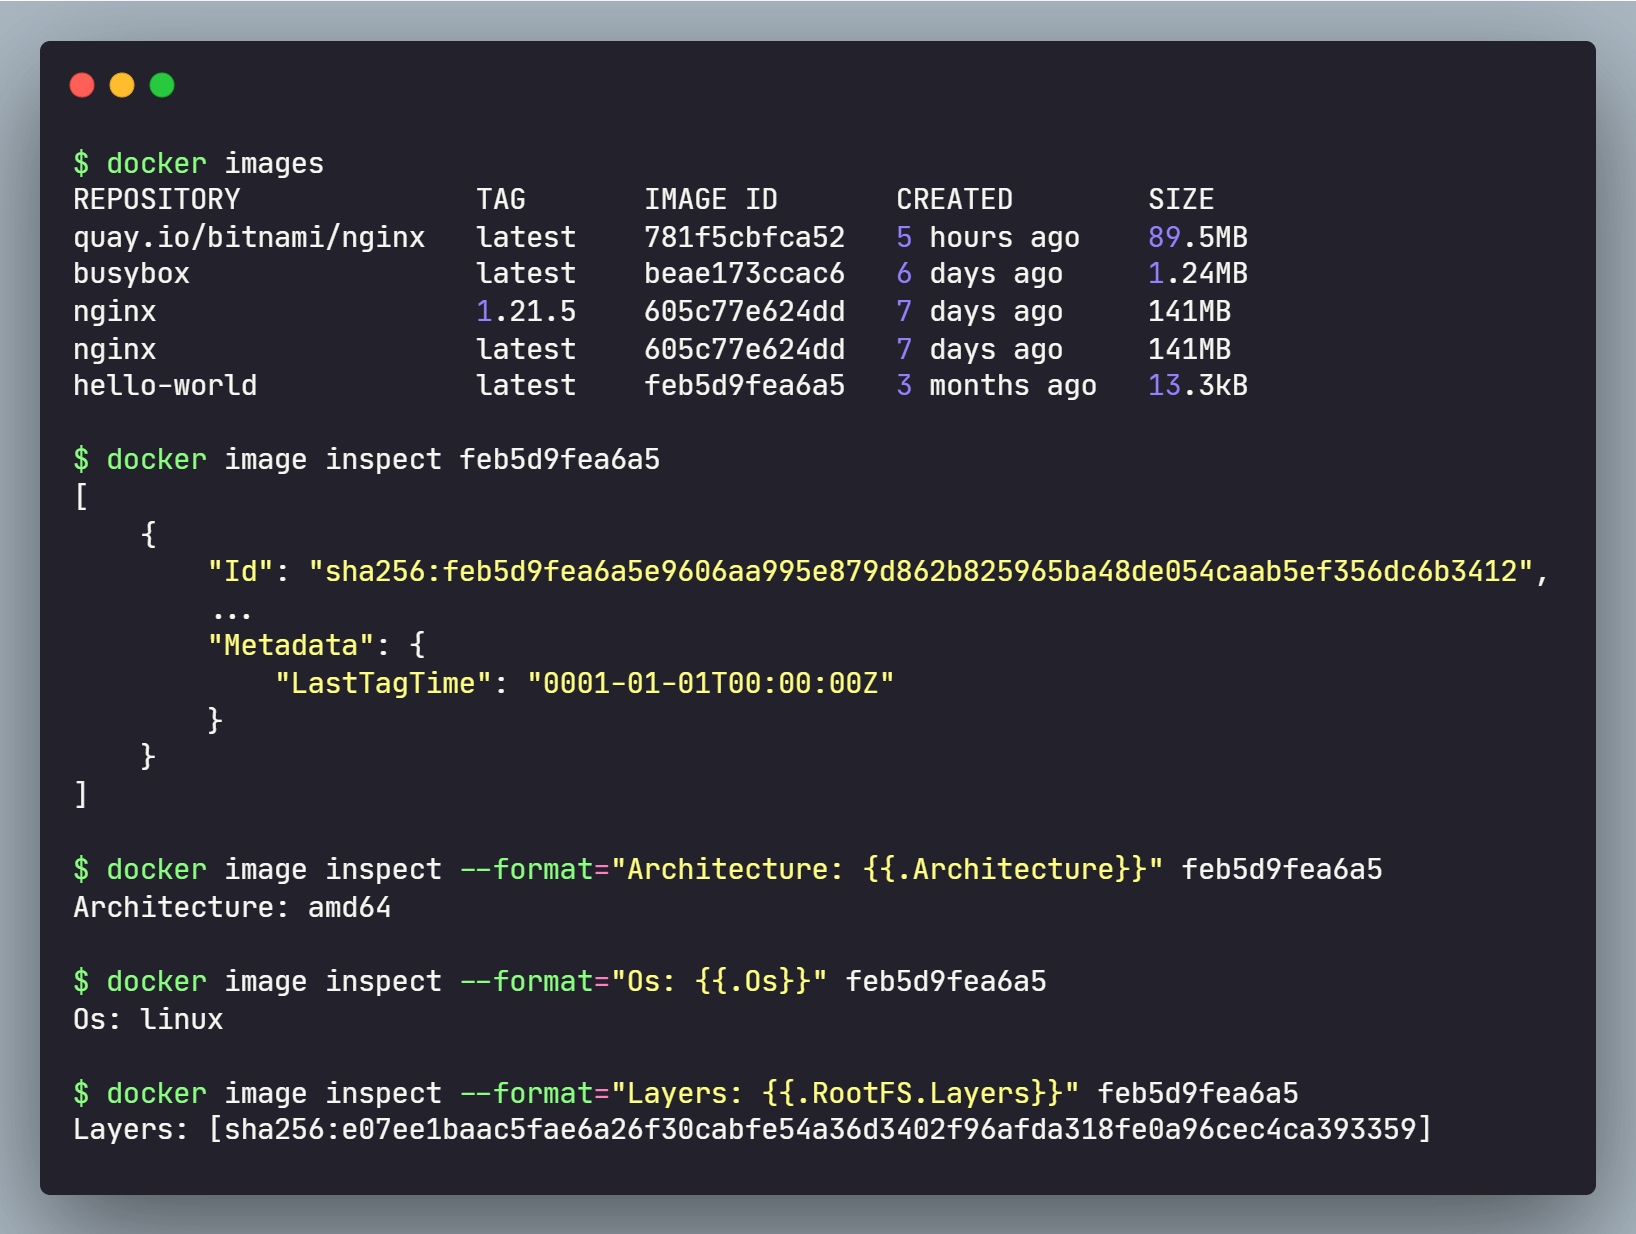 $ docker images
REPOSITORY              TAG       IMAGE ID       CREATED        SIZE
quay.io/bitnami/nginx   latest    781f5cbfca52   5 hours ago    89.5MB
busybox                 latest    beae173ccac6   6 days ago     1.24MB
nginx                   1.21.5    605c77e624dd   7 days ago     141MB
nginx                   latest    605c77e624dd   7 days ago     141MB
hello-world             latest    feb5d9fea6a5   3 months ago   13.3kB
$ docker image inspect feb5d9fea6a5
[
    {
        "Id": "sha256:feb5d9fea6a5e9606aa995e879d862b825965ba48de054caab5ef356dc6b3412",
        ...
        "Metadata": {
            "LastTagTime": "0001-01-01T00:00:00Z"
        }
    }
]
$ docker image inspect --format="Architecture: {{.Architecture}}" feb5d9fea6a5
Architecture: amd64
$ docker image inspect --format="Os: {{.Os}}" feb5d9fea6a5
Os: linux
$ docker image inspect --format="Layers: {{.RootFS.Layers}}" feb5d9fea6a5
Layers: [sha256:e07ee1baac5fae6a26f30cabfe54a36d3402f96afda318fe0a96cec4ca393359]